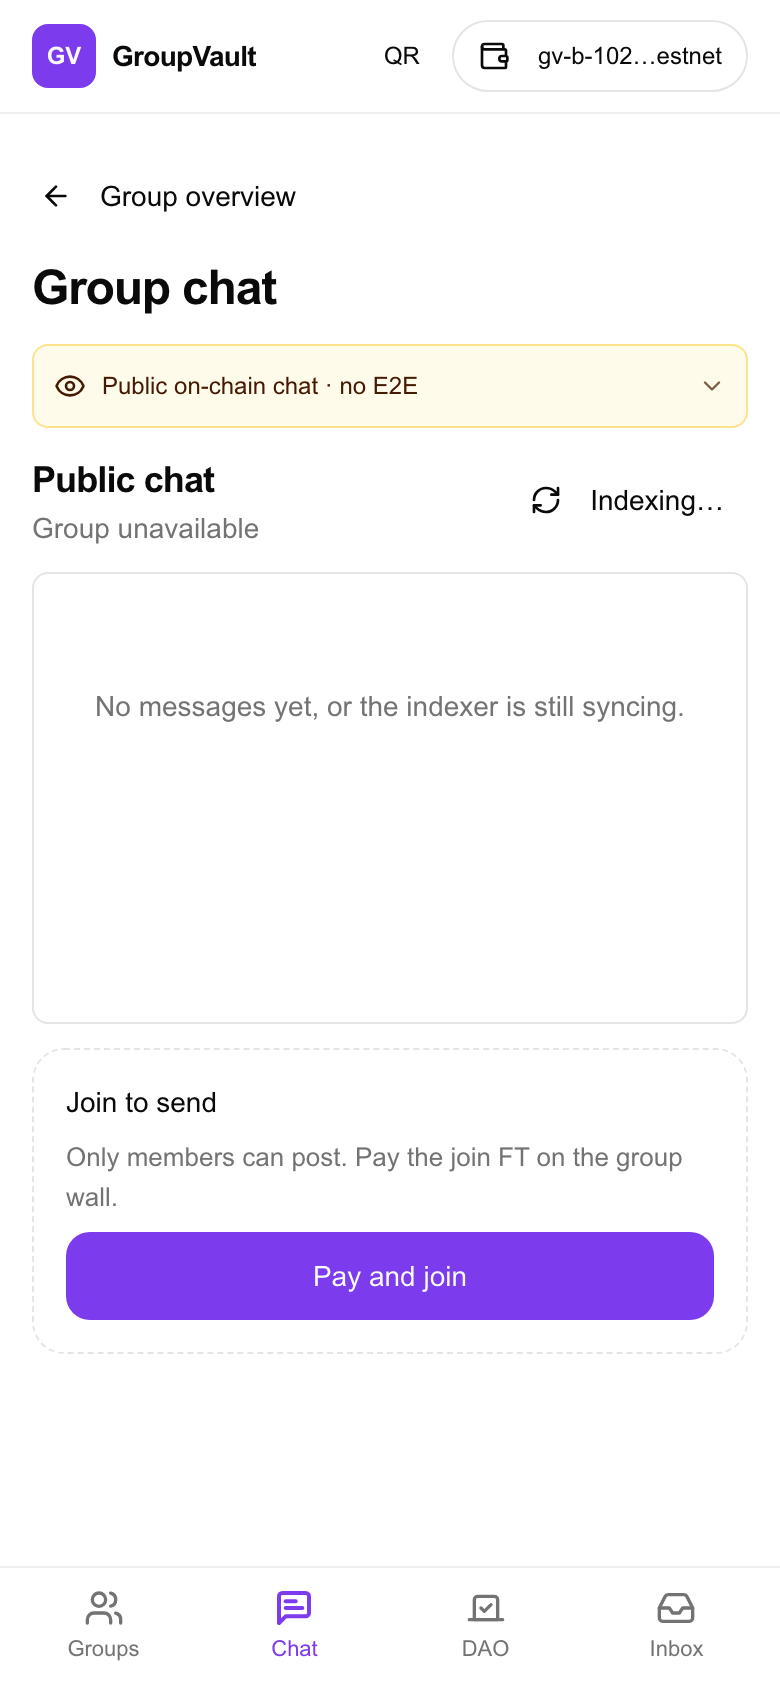 GV
GroupVault
QR
gv-b-102…estnet
Group overview
Group chat
Public on-chain chat · no E2E
Public chat
Group unavailable
Indexing…
No messages yet, or the indexer is still syncing.
Join to send
Only members can post. Pay the join FT on the group
wall.
Pay and join
Groups
Chat
DAO
Inbox